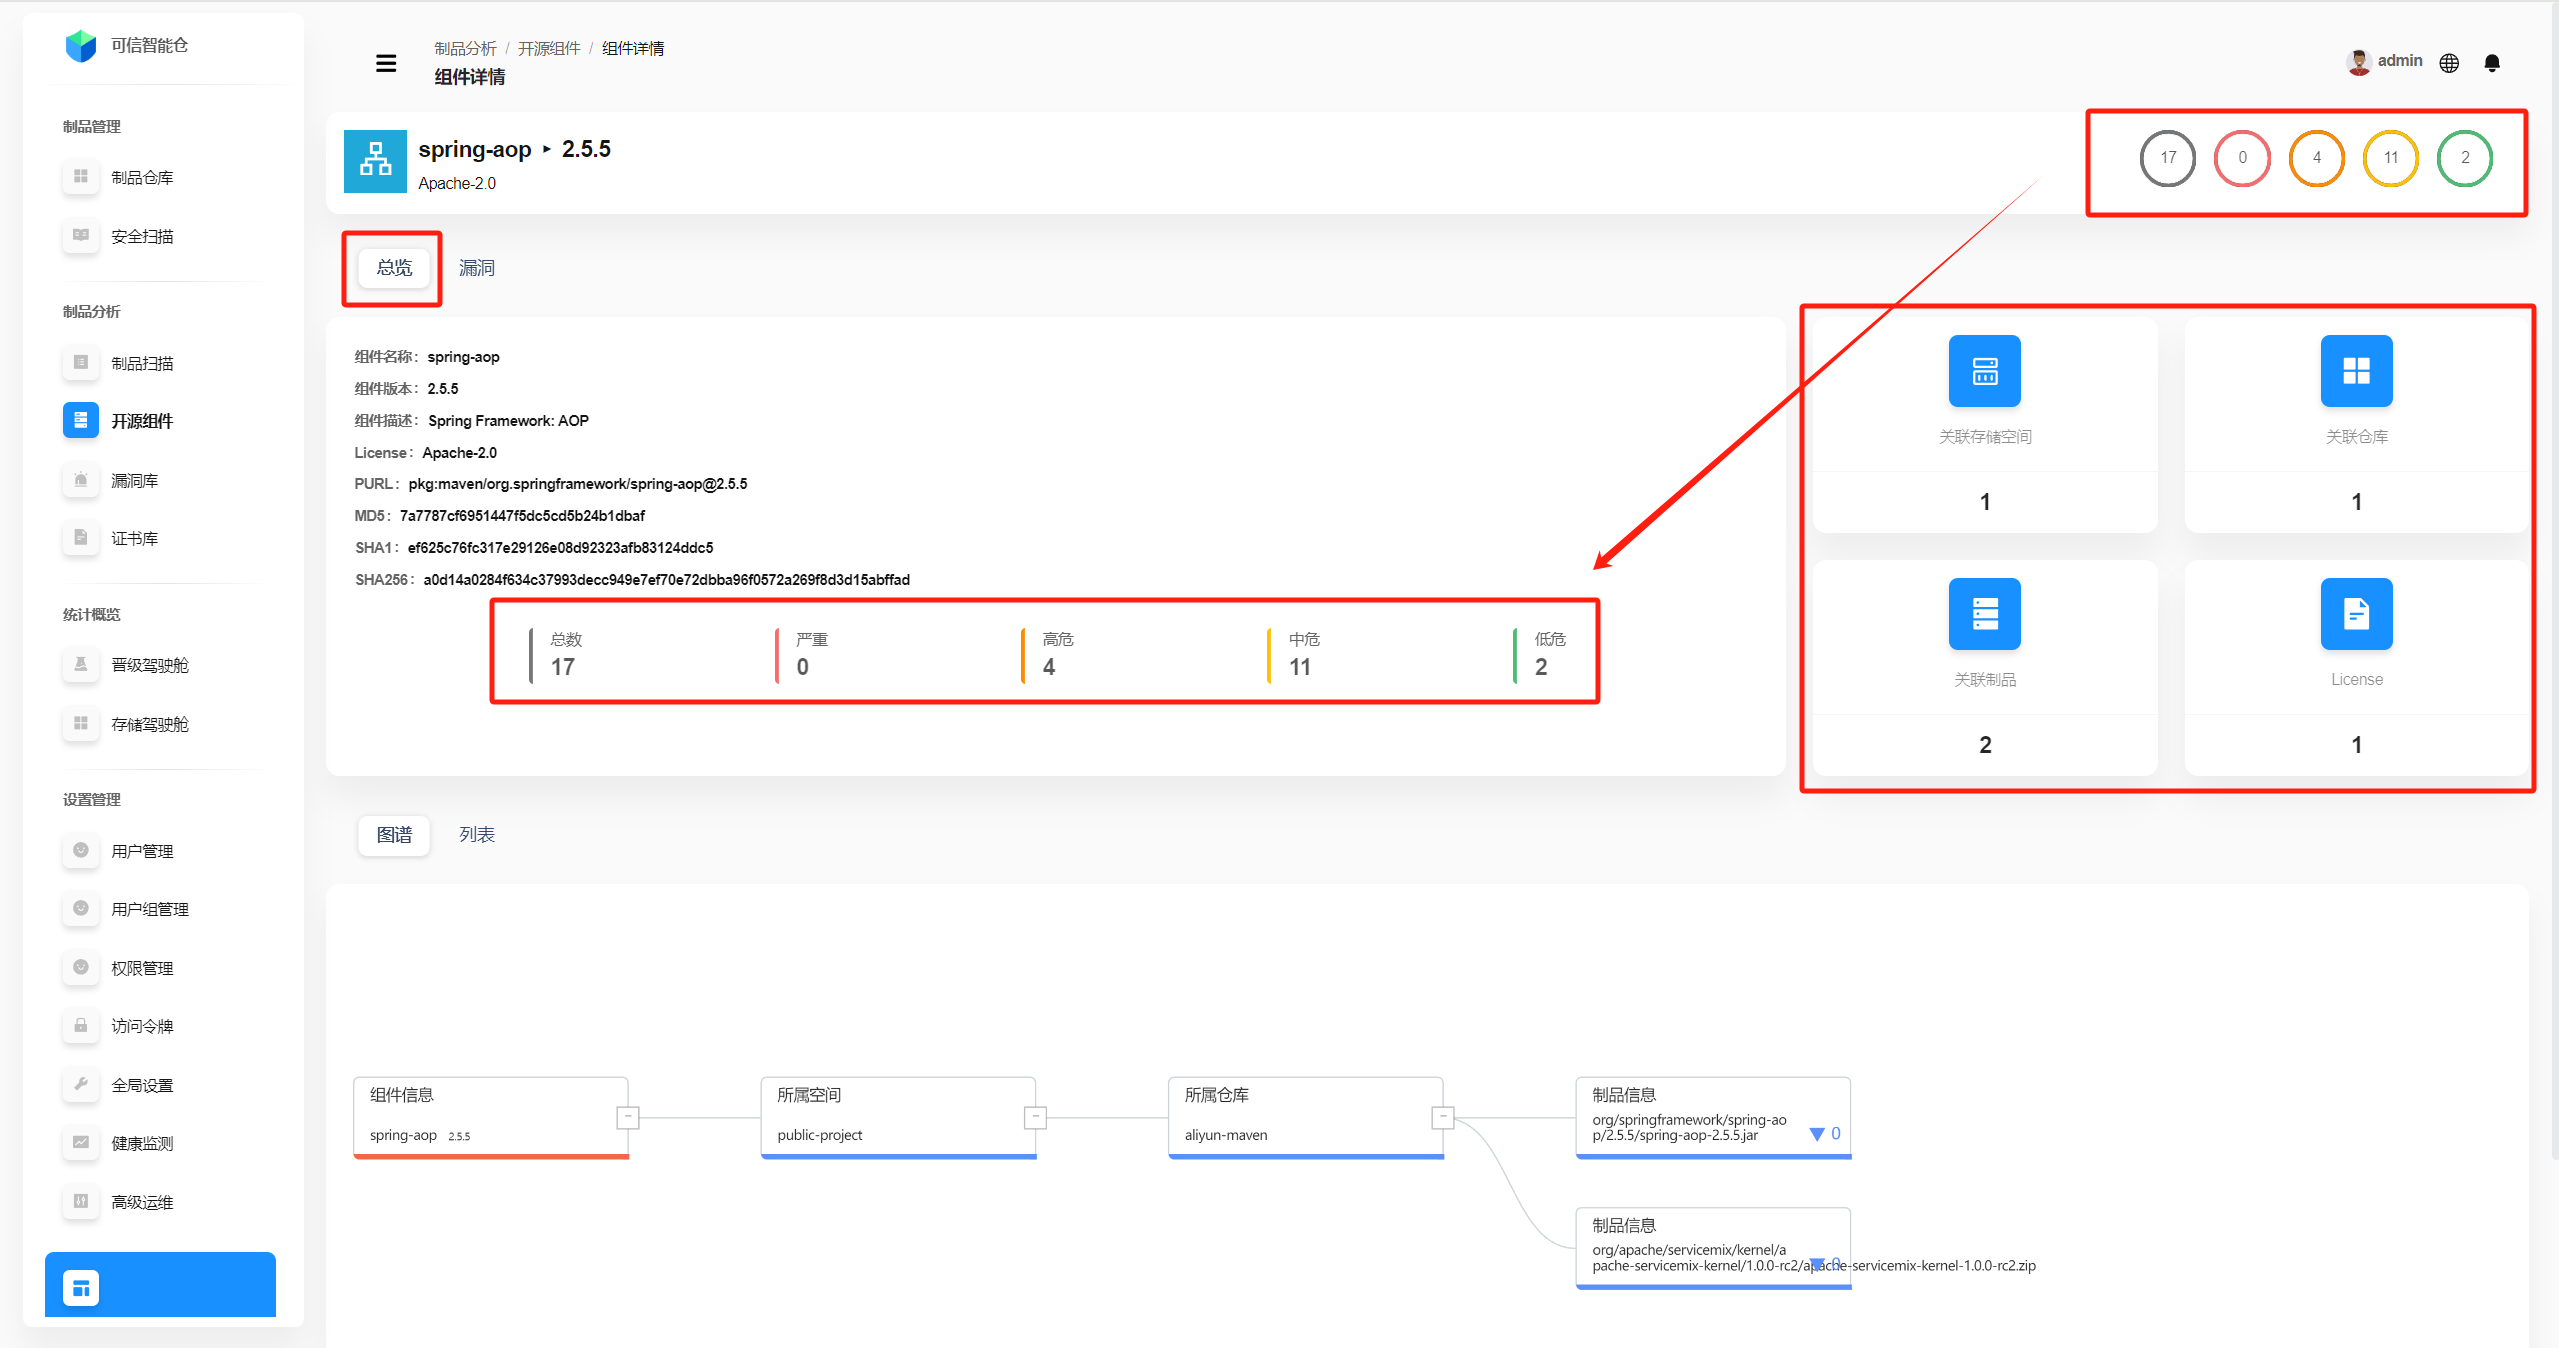 可信智能仓
制品管理
制品仓库
安全扫描
制品分析
制品扫描
开源组件
漏洞库
证书库
统计概览
晋级驾驶舱
存储驾驶舱
设置管理
用户管理
用户组管理
权限管理
访问令牌
全局设置
健康监测
高级运维
制品分析 / 开源组件 / 组件详情
组件详情
admin
spring-aop ▸ 2.5.5
Apache-2.0
17 0 4 11 2
总览 漏洞
组件名称: spring-aop
组件版本: 2.5.5
组件描述: Spring Framework: AOP
License: Apache-2.0
PURL: pkg:maven/org.springframework/spring-aop@2.5.5
MD5: 7a7787cf6951447f5dc5cd5b24b1dbaf
SHA1: ef625c76fc317e29126e08d92323afb83124ddc5
SHA256: a0d14a0284f634c37993decc949e7ef70e72dbba96f0572a269f8d3d15abffad
总数 严重 高危 中危 低危
17 0 4 11 2
关联存储空间
1
关联仓库
1
关联制品
2
License
1
图谱 列表
组件信息
spring-aop 2.5.5
所属空间
public-project
所属仓库
aliyun-maven
制品信息
org/springframework/spring-ao
p/2.5.5/spring-aop-2.5.5.jar
▼ 0
制品信息
org/apache/servicemix/kernel/a
pache-servicemix-kernel/1.0.0-rc2/apache-servicemix-kernel-1.0.0-rc2.zip
▼ 0